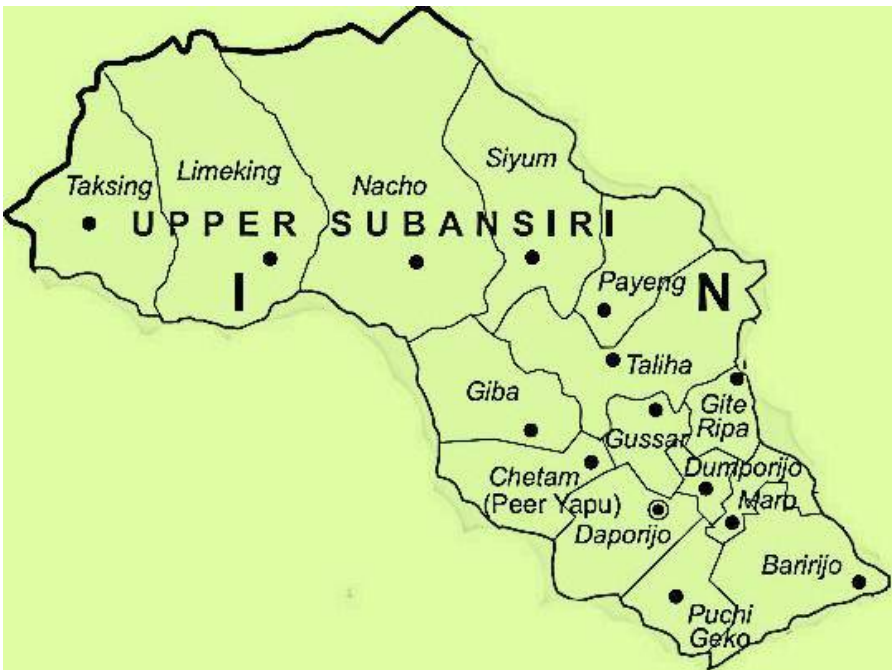 Siyum
Limeking
Taksing
Nacho
UPPER SUBANSIRI
I
Payeng
N
Taliha
Giba
Gite
Ripa
Gussar
Dumporijo
Chetam
(Peer Yapu)
Maro
Daporijo
Baririjo
Puchi
Geko